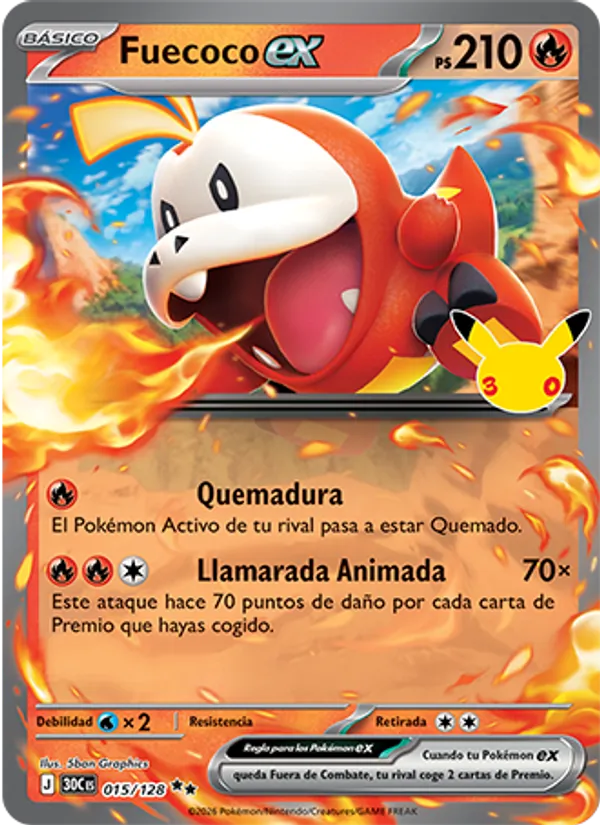 BÁSICO Fuecoco ex PS 210
30
Quemadura
El Pokémon Activo de tu rival pasa a estar Quemado.
Llamarada Animada 70×
Este ataque hace 70 puntos de daño por cada carta de
Premio que hayas cogido.
Debilidad ×2 Resistencia Retirada
Ilus. 5ban Graphics
Regla para los Pokémon ex Cuando tu Pokémon ex
queda Fuera de Combate, tu rival coge 2 cartas de Premio.
J 30C ES 015/128 ★★
©2026 Pokémon/Nintendo/Creatures/GAME FREAK